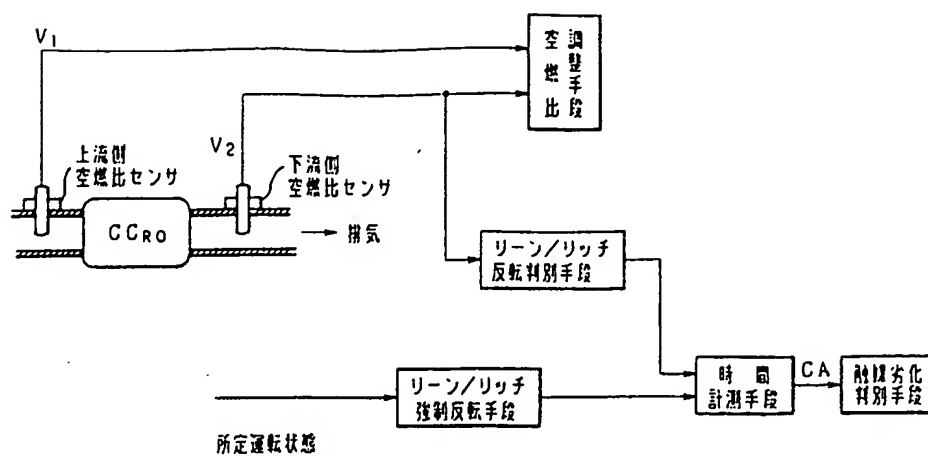 V1
空燃比
調整手段
V2
上流側
空燃比センサ
下流側
空燃比センサ
CCRO
排気
リーン/リッチ
反転判別手段
リーン/リッチ
強制反転手段
時間
計測手段
CA
触媒劣化
判別手段
所定運転状態